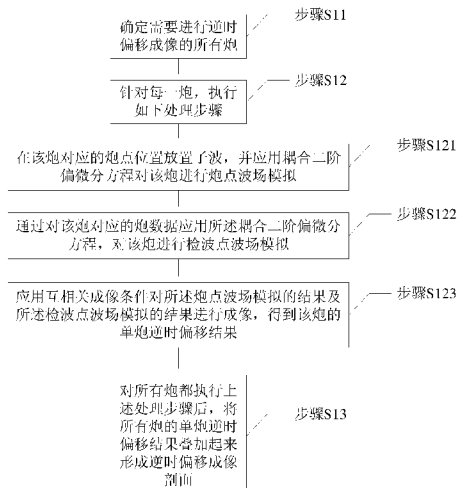 确定需要进行逆时
偏移成像的所有炮
步骤S11
针对每一炮，执行
如下处理步骤
步骤S12
在该炮对应的炮点位置放置子波，并应用耦合二阶
偏微分方程对该炮进行炮点波场模拟
步骤S121
通过对该炮对应的炮数据应用所述耦合二阶偏微分
方程，对该炮进行检波点波场模拟
步骤S122
应用互相关成像条件对所述炮点波场模拟的结果及
所述检波点波场模拟的结果进行成像，得到该炮的
单炮逆时偏移结果
步骤S123
对所有炮都执行上
述处理步骤后，将
所有炮的单炮逆时
偏移结果叠加起来
形成逆时偏移成像
剖面
步骤S13